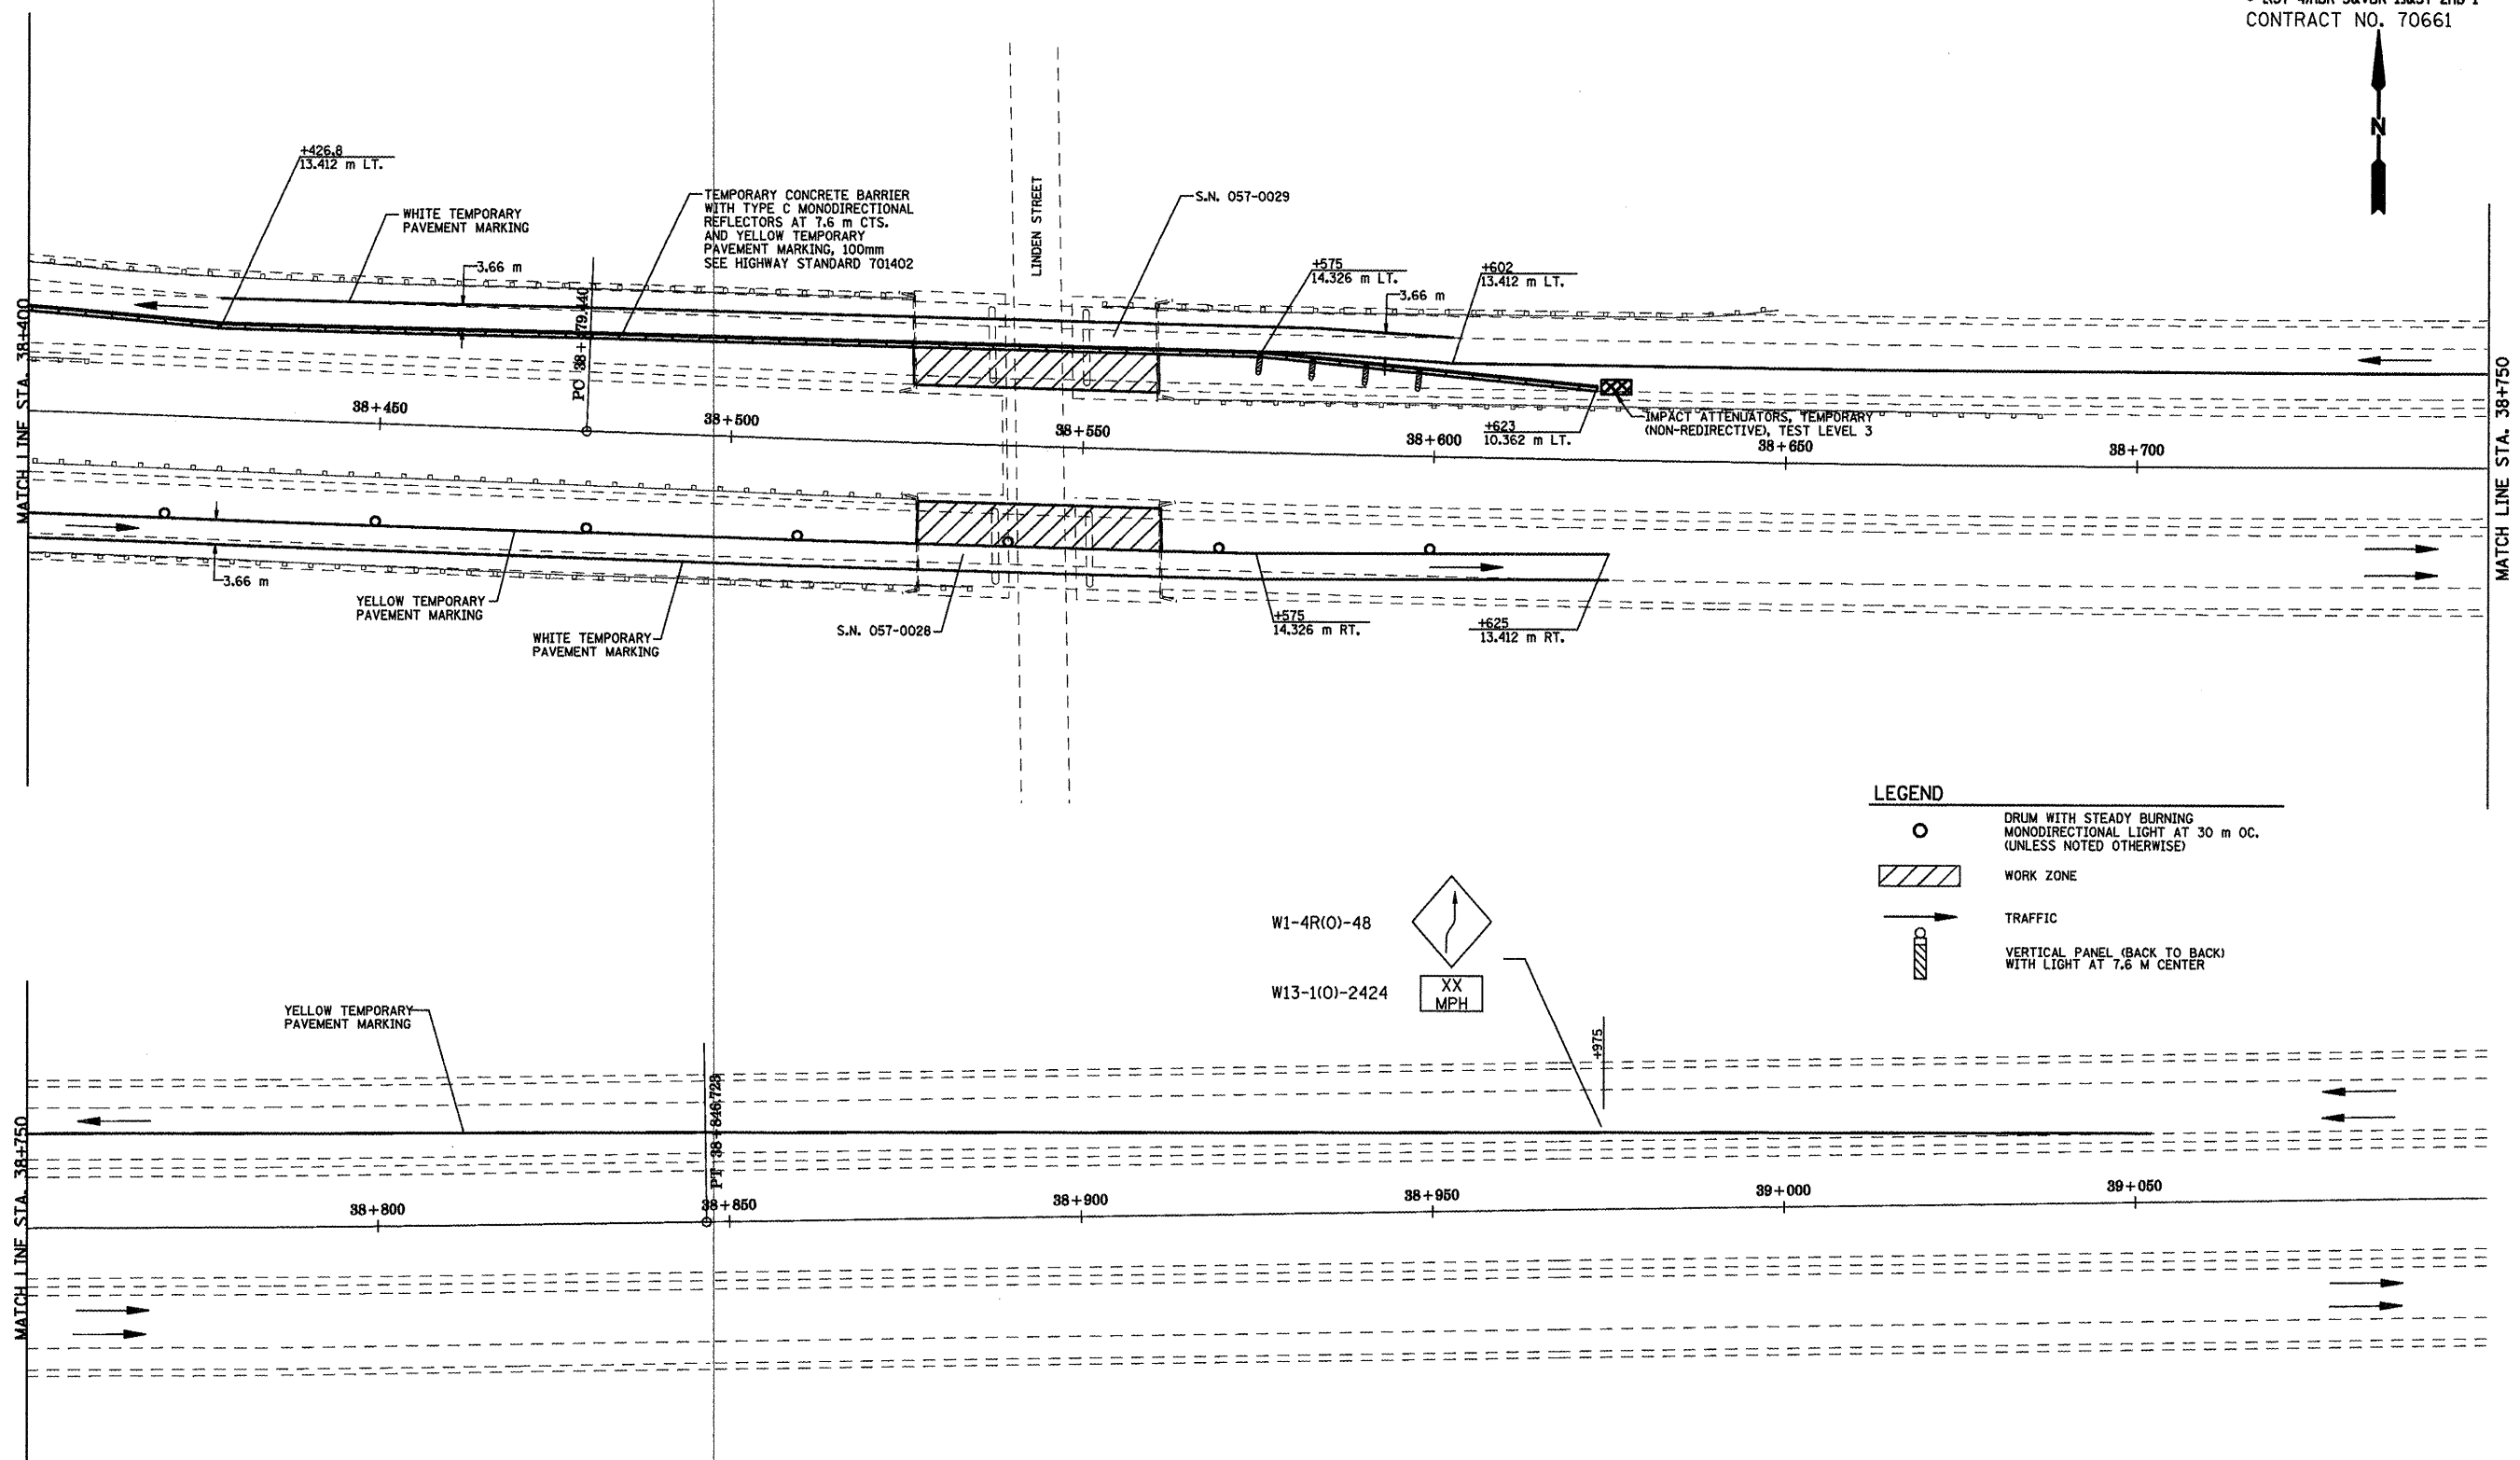 CONTRACT NO. 70661
N
+426.8
13.412 m LT.
WHITE TEMPORARY
PAVEMENT MARKING
3.66 m
TEMPORARY CONCRETE BARRIER
WITH TYPE C MONODIRECTIONAL
REFLECTORS AT 7.6 m CTS.
AND YELLOW TEMPORARY
PAVEMENT MARKING, 100mm
SEE HIGHWAY STANDARD 701402
LINDEN STREET
S.N. 057-0029
+575
14.326 m LT.
3.66 m
+602
13.412 m LT.
MATCH LINE STA. 38+400
PC 38+479.440
MATCH LINE STA. 38+750
38+450
38+500
38+550
38+600
38+650
38+700
+623
10.362 m LT.
IMPACT ATTENUATORS, TEMPORARY
(NON-REDIRECTIVE), TEST LEVEL 3
3.66 m
YELLOW TEMPORARY
PAVEMENT MARKING
WHITE TEMPORARY
PAVEMENT MARKING
S.N. 057-0028
+575
14.326 m RT.
+625
13.412 m RT.
LEGEND
DRUM WITH STEADY BURNING
MONODIRECTIONAL LIGHT AT 30 m OC.
(UNLESS NOTED OTHERWISE)
WORK ZONE
TRAFFIC
VERTICAL PANEL (BACK TO BACK)
WITH LIGHT AT 7.6 M CENTER
W1-4R(O)-48
W13-1(O)-2424
XX
MPH
YELLOW TEMPORARY
PAVEMENT MARKING
+975
MATCH LINE STA. 38+750
PT 38+846.723
38+800
38+850
38+900
38+950
39+000
39+050